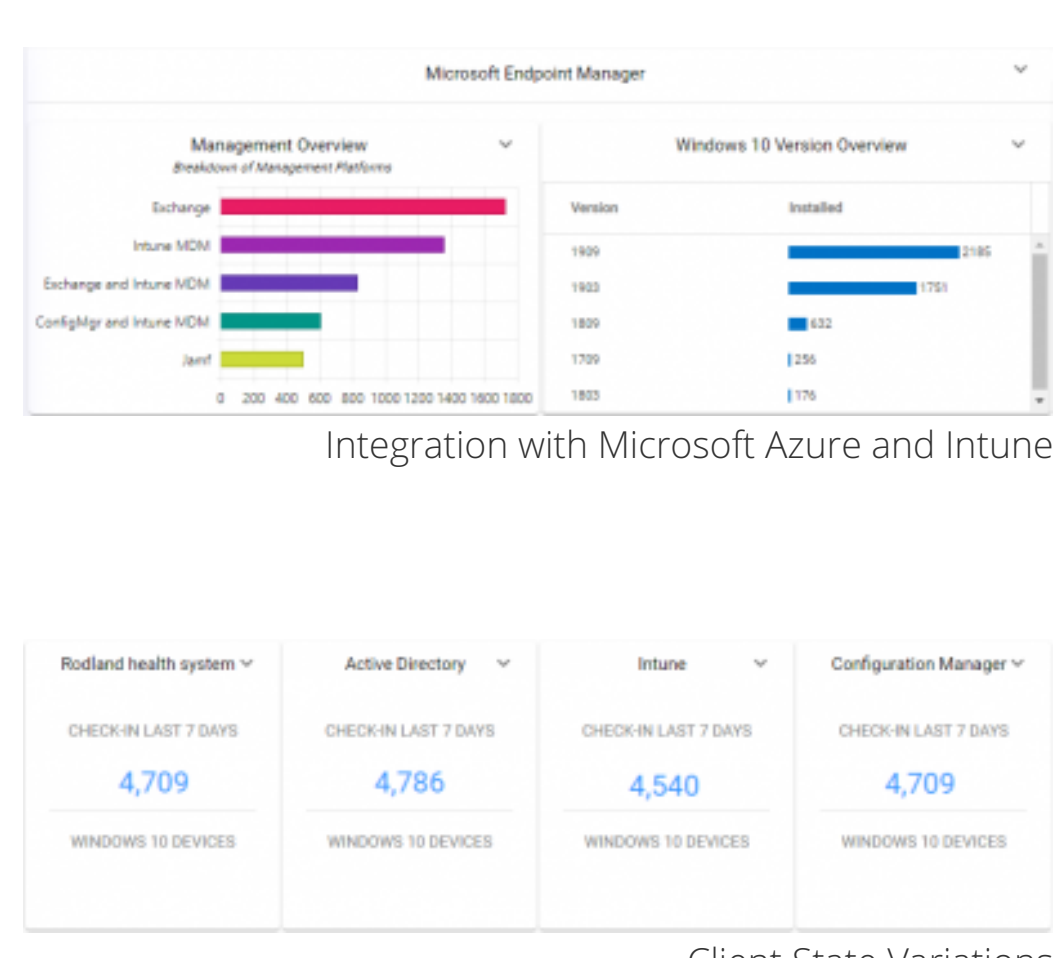 Microsoft Endpoint Manager
Management Overview
Breakdown of Management Platforms
Exchange
Intune MDM
Exchange and Intune MDM
ConfigMgr and Intune MDM
Jamf
0 200 400 600 800 1000 1200 1400 1600 1800
Windows 10 Version Overview
Version Installed
1909 2185
1903 1751
1809 632
1709 256
1803 176
Integration with Microsoft Azure and Intune
Rodland health system
CHECK-IN LAST 7 DAYS
4,709
WINDOWS 10 DEVICES
Active Directory
CHECK-IN LAST 7 DAYS
4,786
WINDOWS 10 DEVICES
Intune
CHECK-IN LAST 7 DAYS
4,540
WINDOWS 10 DEVICES
Configuration Manager
CHECK-IN LAST 7 DAYS
4,709
WINDOWS 10 DEVICES
Client State Variations